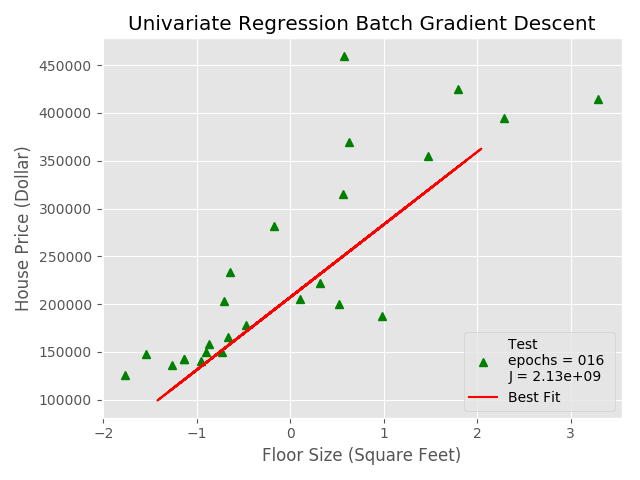 Univariate Regression Batch Gradient Descent
House Price (Dollar)
450000
400000
350000
300000
250000
200000
150000
100000
−2
−1
0
1
2
3
Floor Size (Square Feet)
Test
epochs = 016
J = 2.13e+09
Best Fit